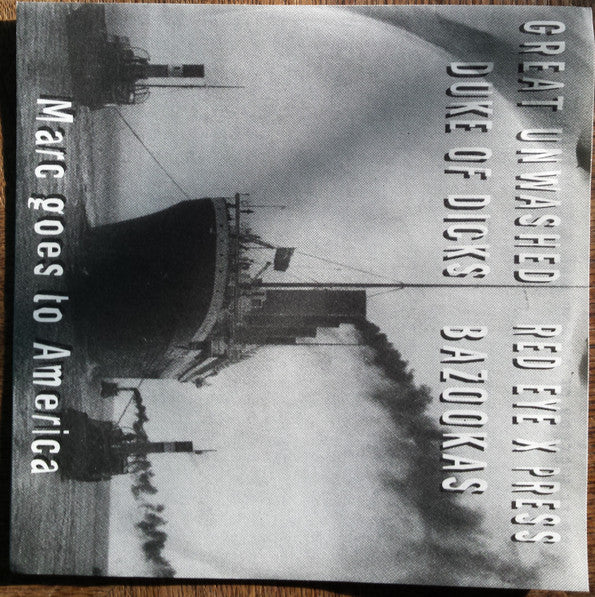 GREAT UNWASHED RED EYE X PRESS
DUKE OF DICKS BAZOOKAS
Marc goes to America